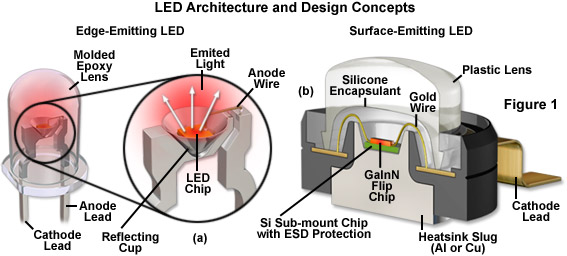 LED Architecture and Design Concepts
Edge-Emitting LED
Surface-Emitting LED
Molded
Epoxy
Lens
Emited
Light
Anode
Wire
LED
Chip
Anode
Lead
Cathode
Lead
Reflecting
Cup
(a)
(b)
Silicone
Encapsulant
Plastic Lens
Gold
Wire
Figure 1
GaInN
Flip
Chip
Si Sub-mount Chip
with ESD Protection
Heatsink Slug
(Al or Cu)
Cathode
Lead